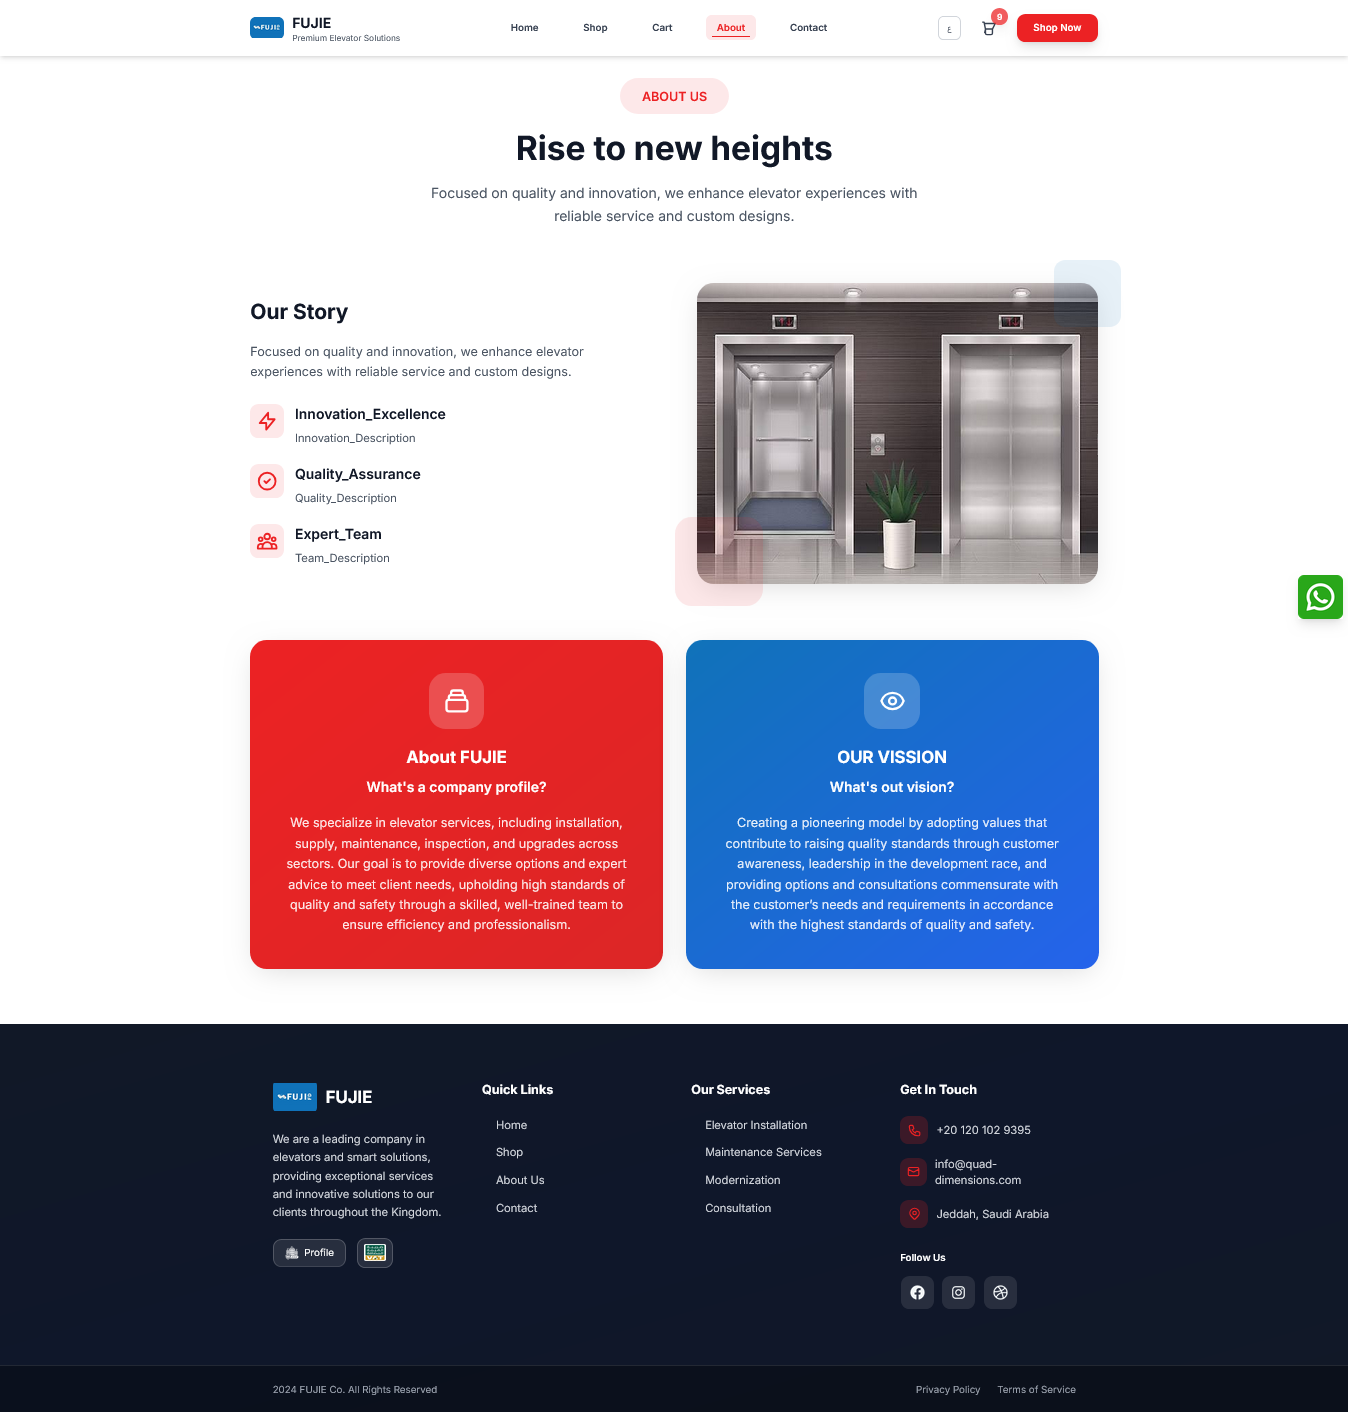 FUJIE
FUJIE
Premium Elevator Solutions
Home
Shop
Cart
About
Contact
ع
9
Shop Now
ABOUT US
Rise to new heights
Focused on quality and innovation, we enhance elevator experiences with
reliable service and custom designs.
Our Story
Focused on quality and innovation, we enhance elevator
experiences with reliable service and custom designs.
Innovation_Excellence
Innovation_Description
Quality_Assurance
Quality_Description
Expert_Team
Team_Description
About FUJIE
What's a company profile?
We specialize in elevator services, including installation,
supply, maintenance, inspection, and upgrades across
sectors. Our goal is to provide diverse options and expert
advice to meet client needs, upholding high standards of
quality and safety through a skilled, well-trained team to
ensure efficiency and professionalism.
OUR VISSION
What's out vision?
Creating a pioneering model by adopting values that
contribute to raising quality standards through customer
awareness, leadership in the development race, and
providing options and consultations commensurate with
the customer's needs and requirements in accordance
with the highest standards of quality and safety.
FUJIE
FUJIE
We are a leading company in
elevators and smart solutions,
providing exceptional services
and innovative solutions to our
clients throughout the Kingdom.
Profile
Quick Links
Home
Shop
About Us
Contact
Our Services
Elevator Installation
Maintenance Services
Modernization
Consultation
Get In Touch
+20 120 102 9395
info@quad-
dimensions.com
Jeddah, Saudi Arabia
Follow Us
2024 FUJIE Co. All Rights Reserved
Privacy Policy
Terms of Service